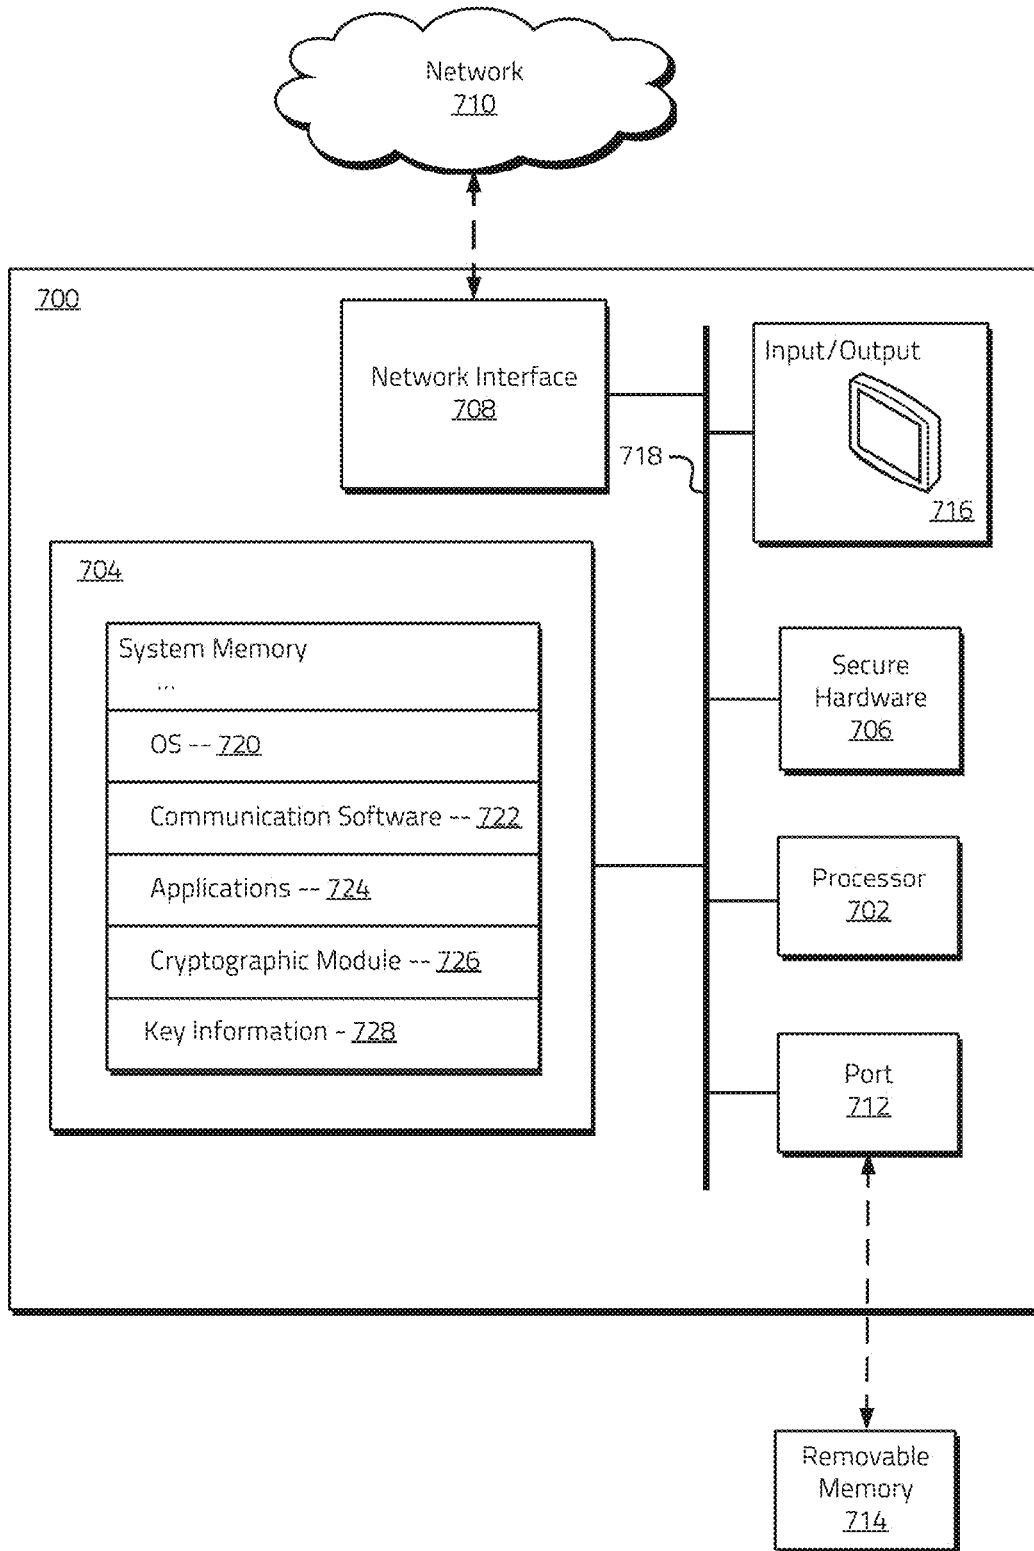 Network
710
700
Network Interface
708
Input/Output
716
718
704
System Memory
...
OS -- 720
Communication Software -- 722
Applications -- 724
Cryptographic Module -- 726
Key Information - 728
Secure
Hardware
706
Processor
702
Port
712
Removable
Memory
714